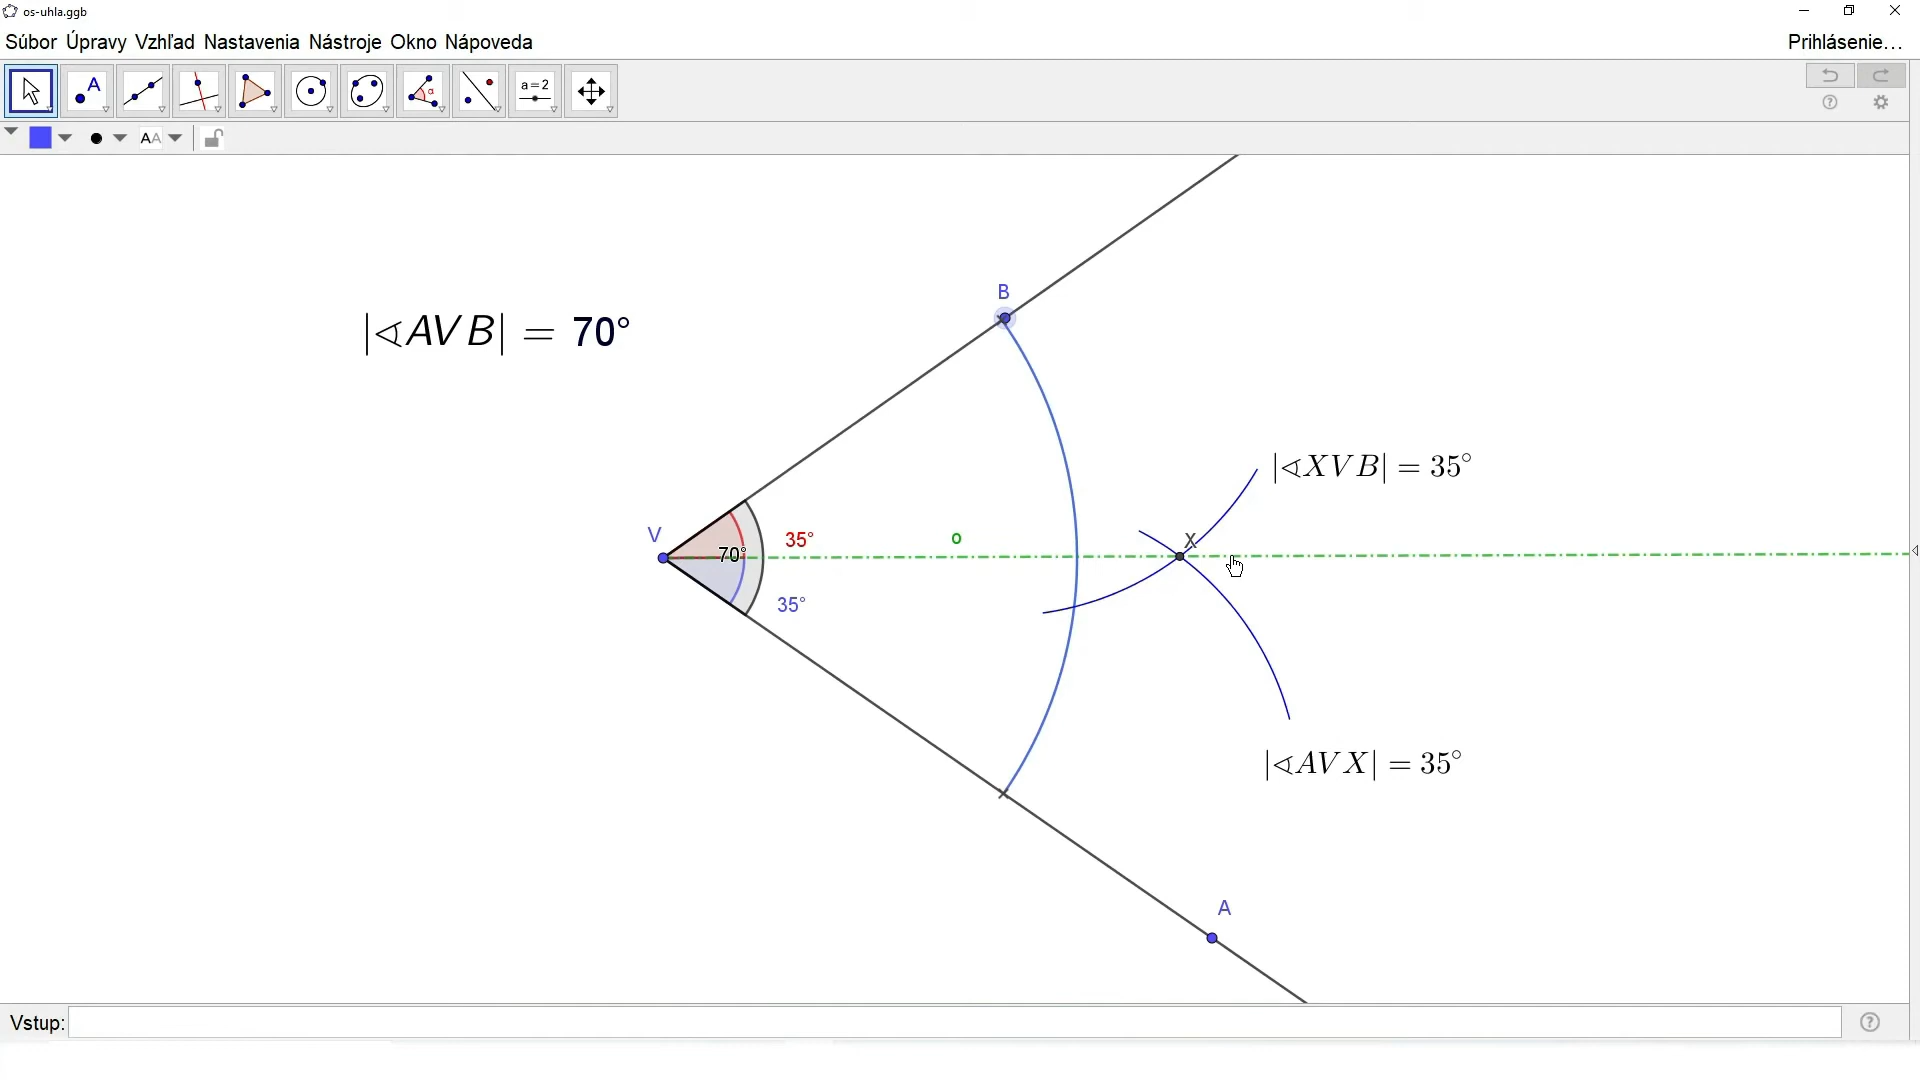 os-uhla.ggb
Súbor Úpravy Vzhľad Nastavenia Nástroje Okno Nápoveda
Prihlásenie...
A
α
a=2
AA
B
|∢AVB| = 70°
|∢XVB| = 35°
V
70°
35°
o
X
35°
|∢AVX| = 35°
A
Vstup: